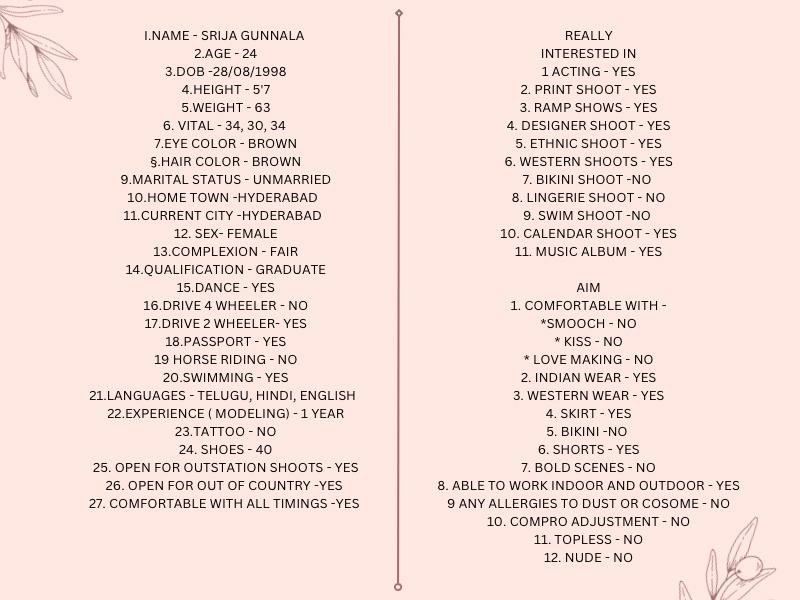 I.NAME - SRIJA GUNNALA
2.AGE - 24
3.DOB -28/08/1998
4.HEIGHT - 5'7
5.WEIGHT - 63
6. VITAL - 34, 30, 34
7.EYE COLOR - BROWN
§.HAIR COLOR - BROWN
9.MARITAL STATUS - UNMARRIED
10.HOME TOWN -HYDERABAD
11.CURRENT CITY -HYDERABAD
12. SEX- FEMALE
13.COMPLEXION - FAIR
14.QUALIFICATION - GRADUATE
15.DANCE - YES
16.DRIVE 4 WHEELER - NO
17.DRIVE 2 WHEELER- YES
18.PASSPORT - YES
19 HORSE RIDING - NO
20.SWIMMING - YES
21.LANGUAGES - TELUGU, HINDI, ENGLISH
22.EXPERIENCE ( MODELING) - 1 YEAR
23.TATTOO - NO
24. SHOES - 40
25. OPEN FOR OUTSTATION SHOOTS - YES
26. OPEN FOR OUT OF COUNTRY -YES
27. COMFORTABLE WITH ALL TIMINGS -YES
REALLY
INTERESTED IN
1 ACTING - YES
2. PRINT SHOOT - YES
3. RAMP SHOWS - YES
4. DESIGNER SHOOT - YES
5. ETHNIC SHOOT - YES
6. WESTERN SHOOTS - YES
7. BIKINI SHOOT -NO
8. LINGERIE SHOOT - NO
9. SWIM SHOOT -NO
10. CALENDAR SHOOT - YES
11. MUSIC ALBUM - YES
AIM
1. COMFORTABLE WITH -
*SMOOCH - NO
* KISS - NO
* LOVE MAKING - NO
2. INDIAN WEAR - YES
3. WESTERN WEAR - YES
4. SKIRT - YES
5. BIKINI -NO
6. SHORTS - YES
7. BOLD SCENES - NO
8. ABLE TO WORK INDOOR AND OUTDOOR - YES
9 ANY ALLERGIES TO DUST OR COSOME - NO
10. COMPRO ADJUSTMENT - NO
11. TOPLESS - NO
12. NUDE - NO